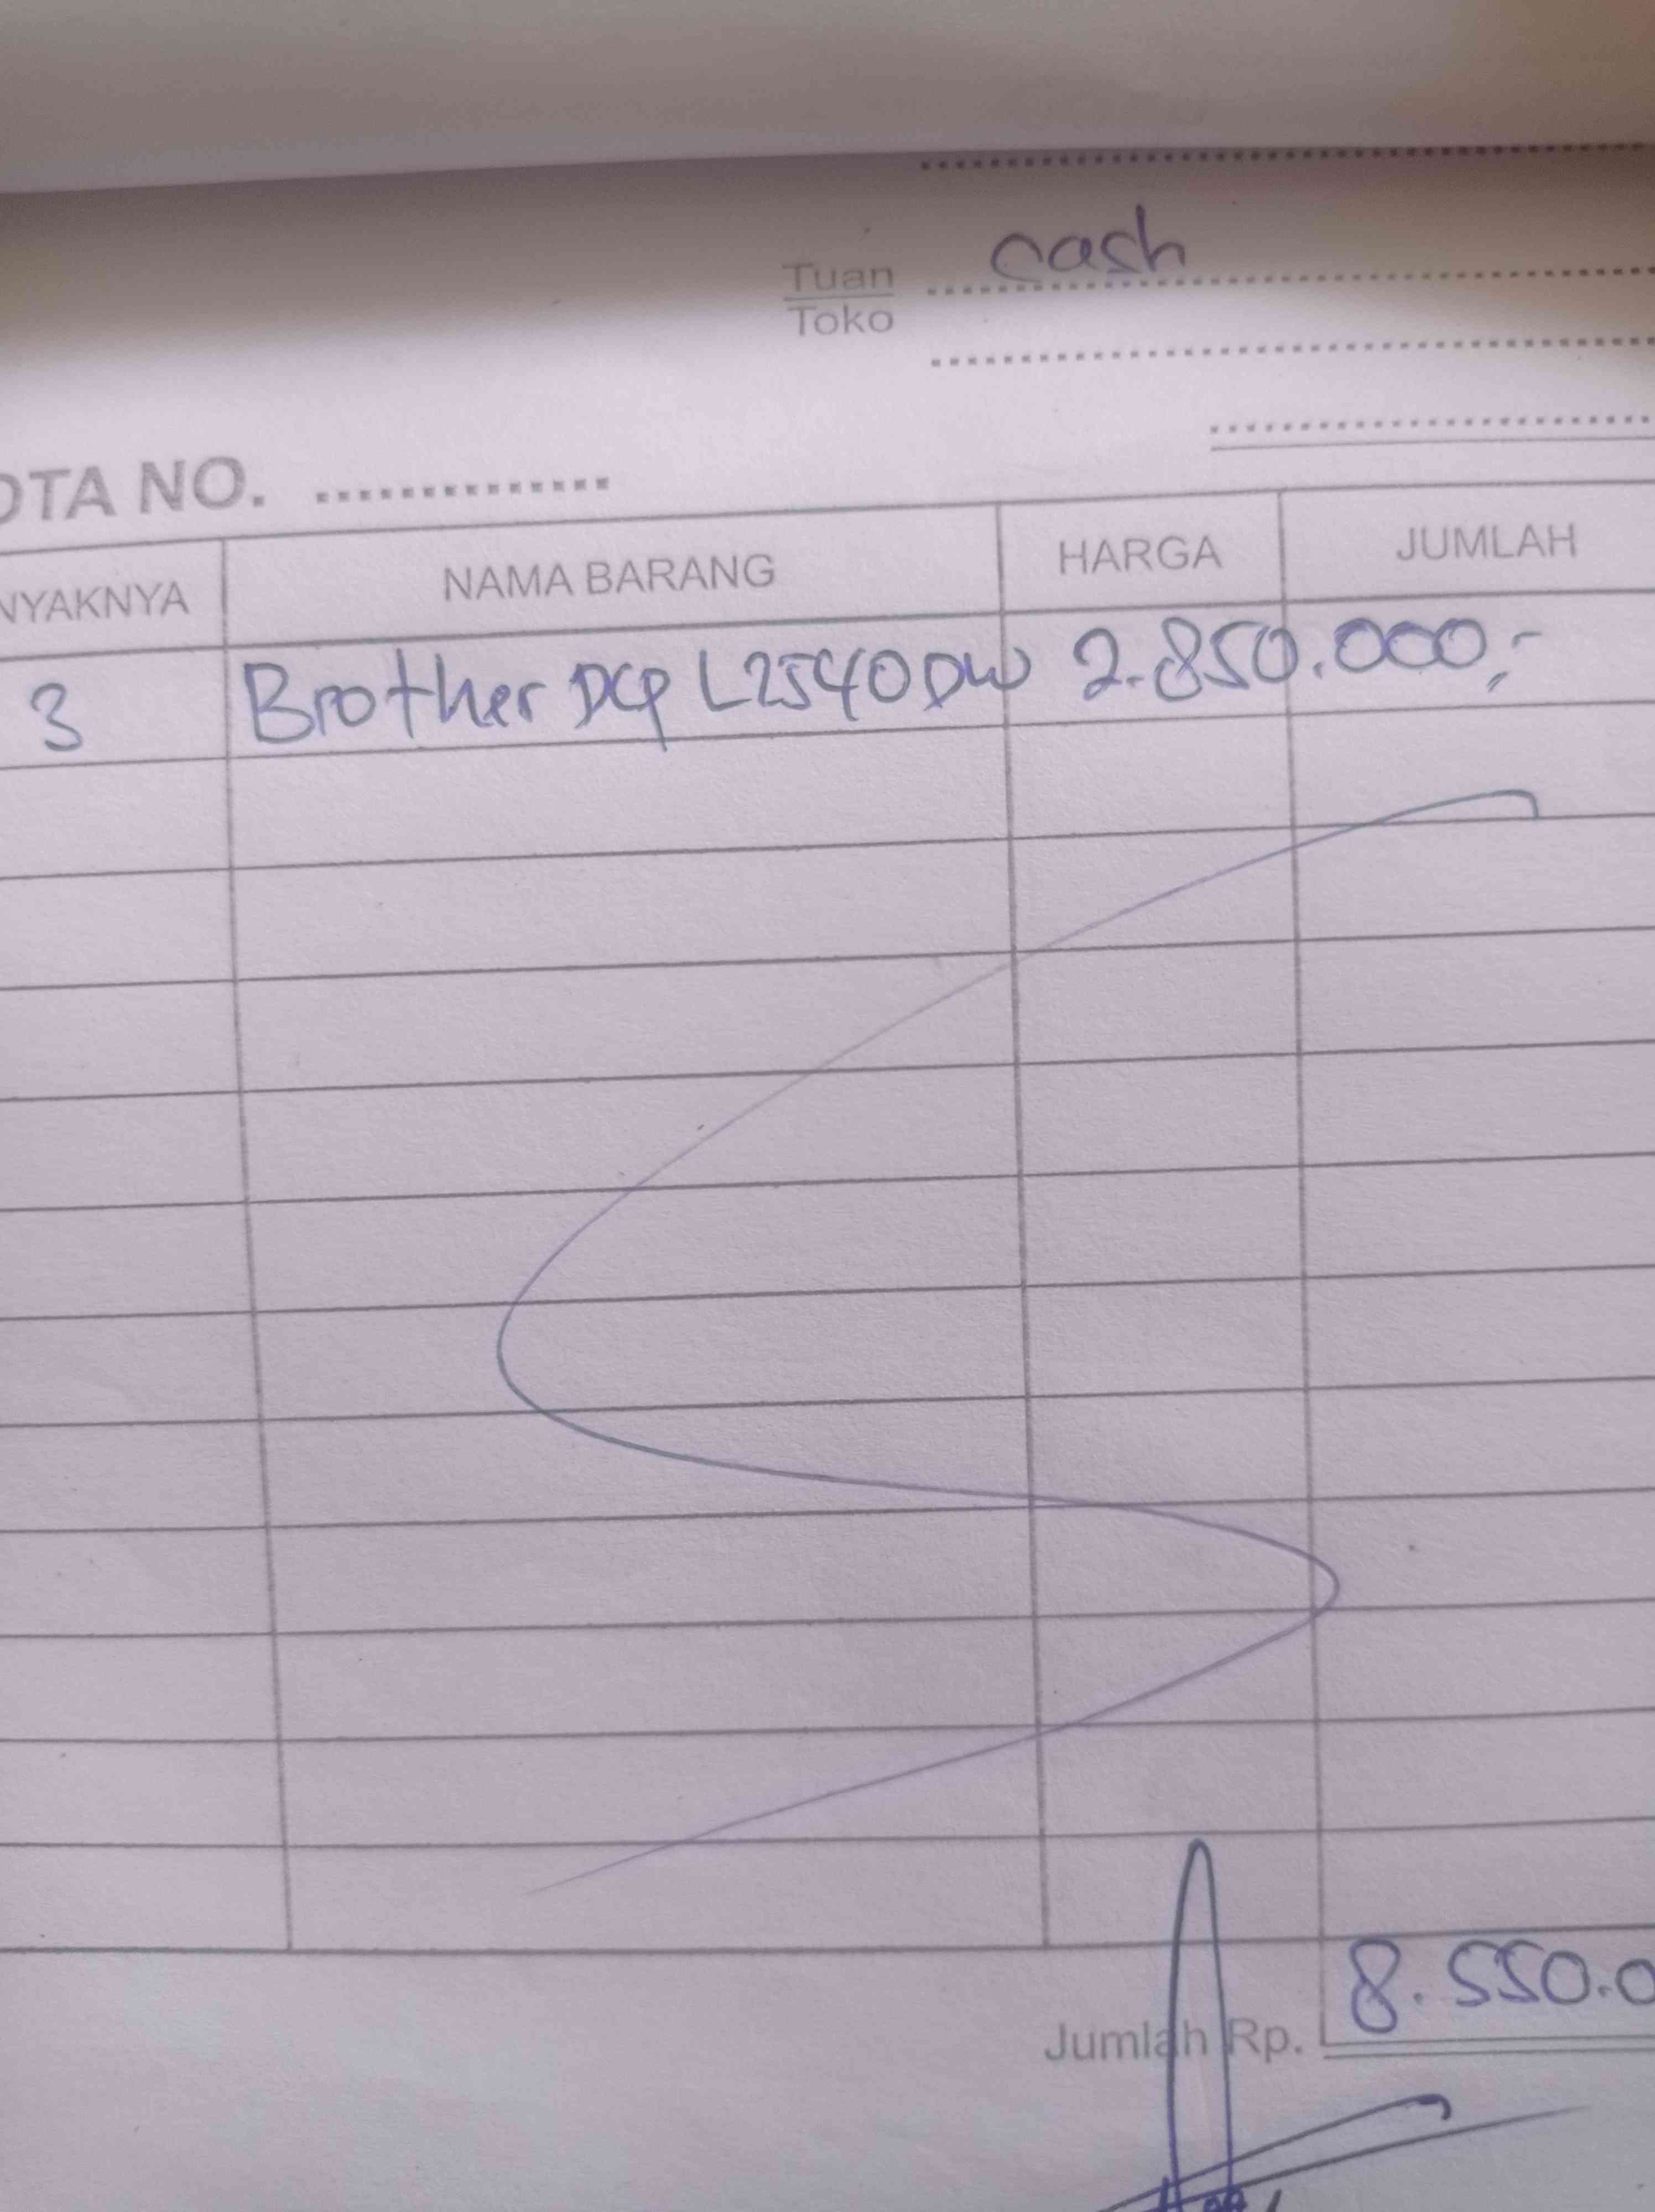 Tuan cash
Toko
OTA NO. ..............
NYAKNYA NAMA BARANG HARGA JUMLAH
3 Brother DCP L2540DW 2.850.000,-
Jumlah Rp. 8.550.0